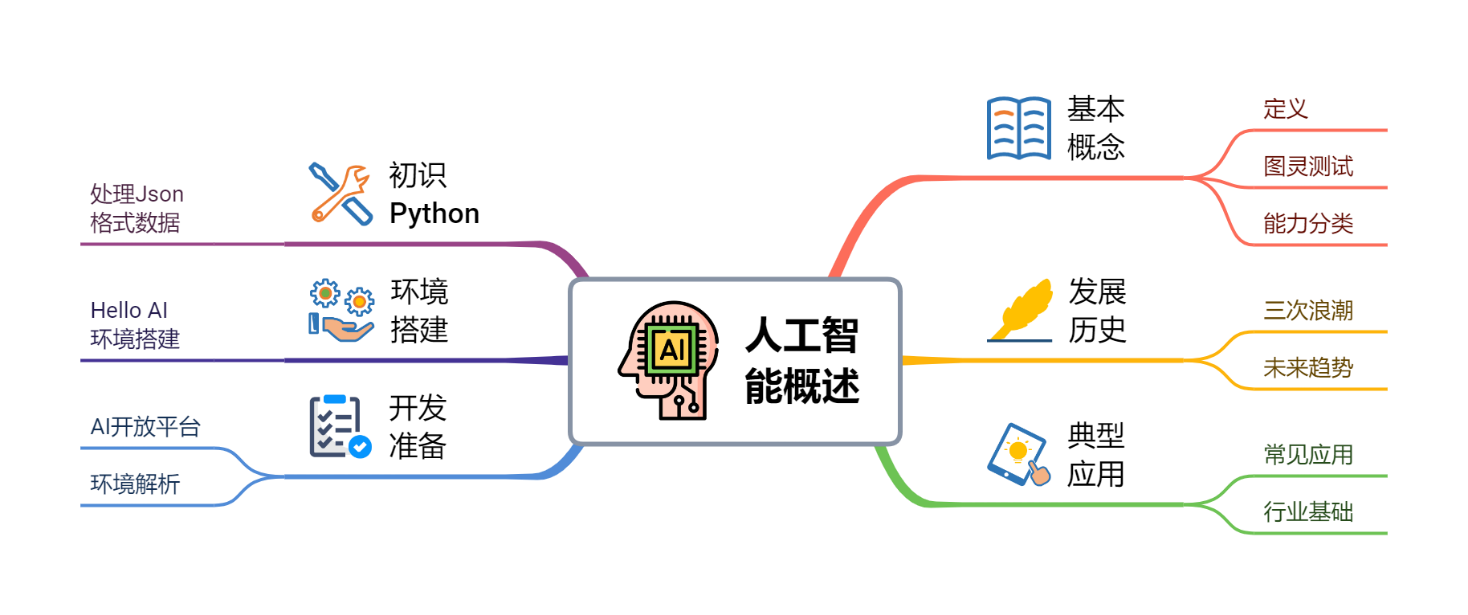 人工智
能概述
AI
基本
概念
定义
图灵测试
能力分类
发展
历史
三次浪潮
未来趋势
典型
应用
常见应用
行业基础
初识
Python
处理Json
格式数据
环境
搭建
Hello AI
环境搭建
开发
准备
AI开放平台
环境解析